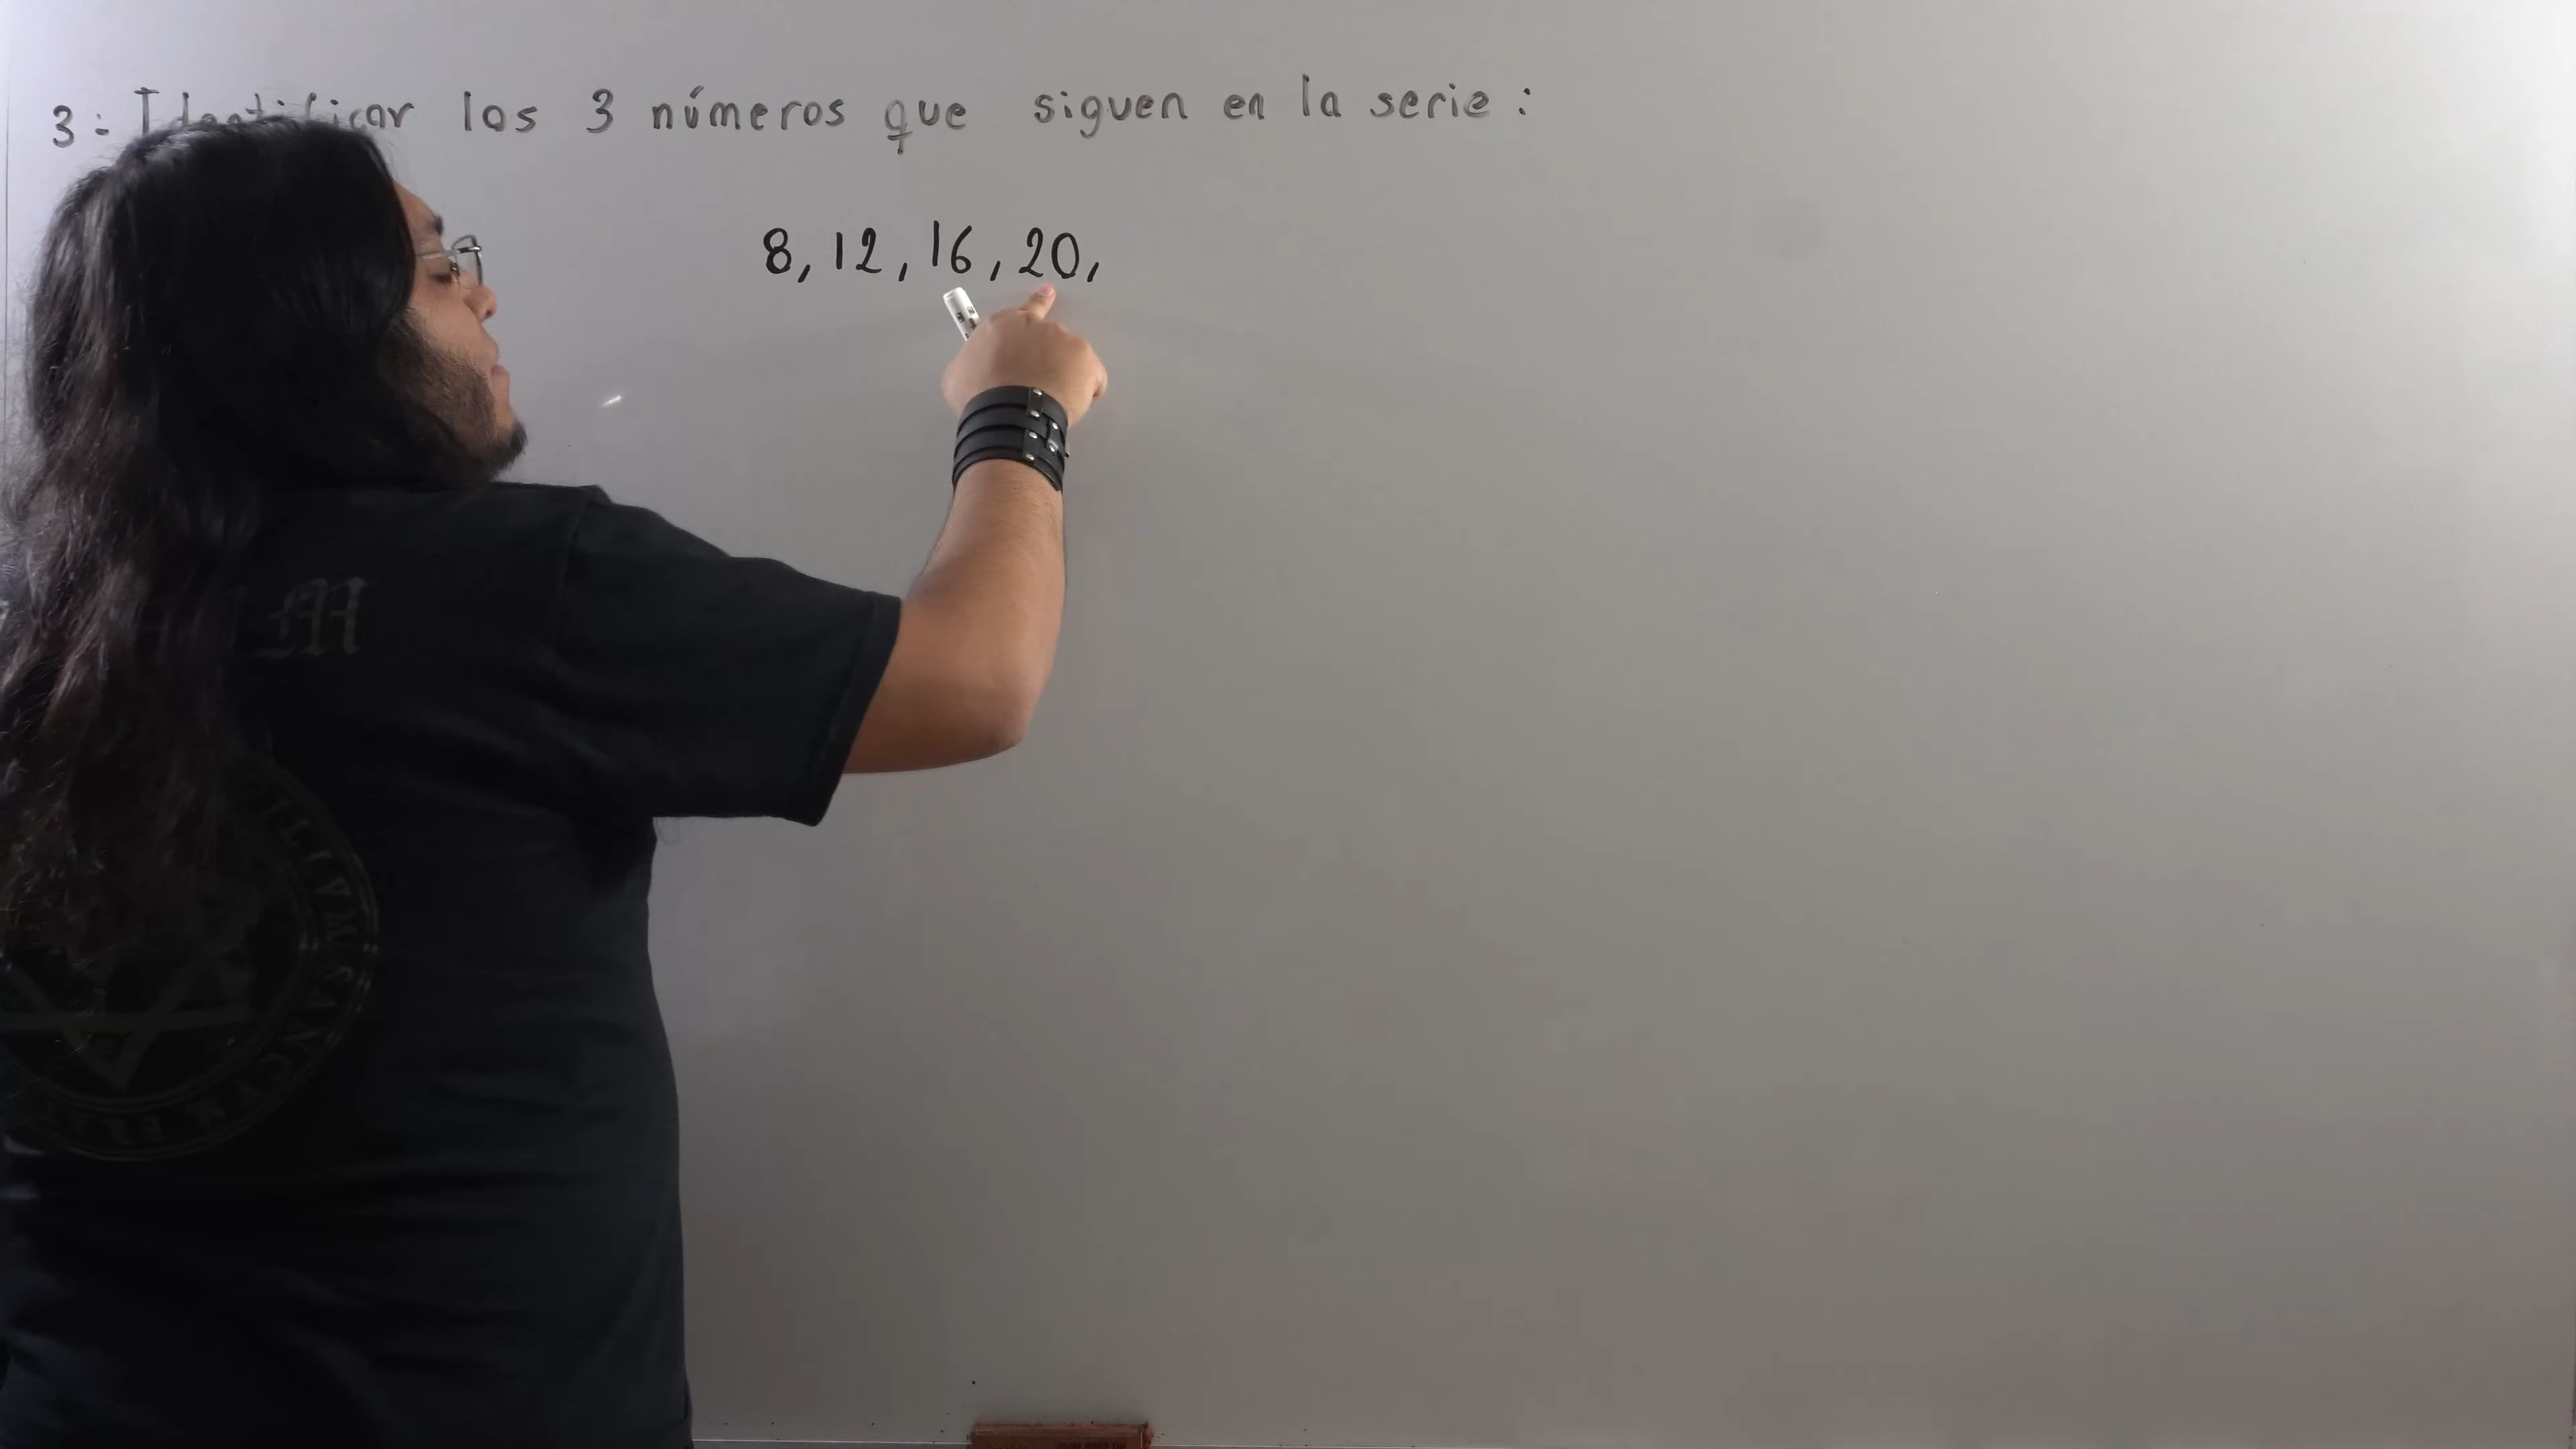 3: Identificar los 3 números que siguen en la serie:
8, 12, 16, 20,
M